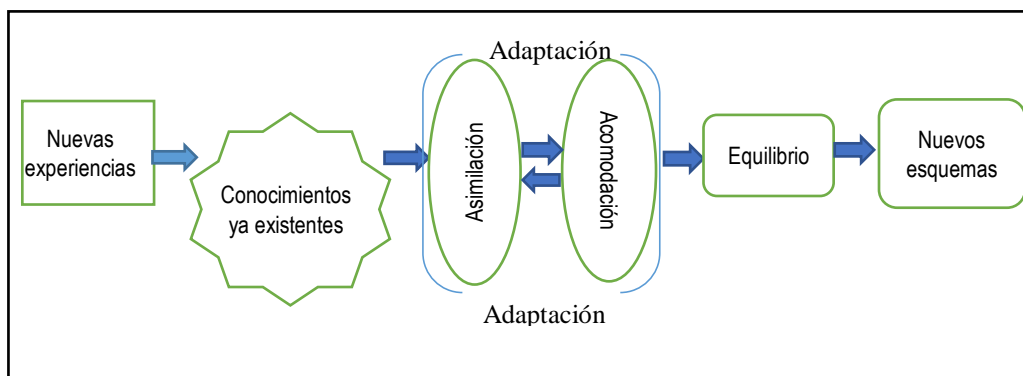 Adaptación
Nuevas
experiencias
Conocimientos
ya existentes
Asimilación
Acomodación
Equilibrio
Nuevos
esquemas
Adaptación